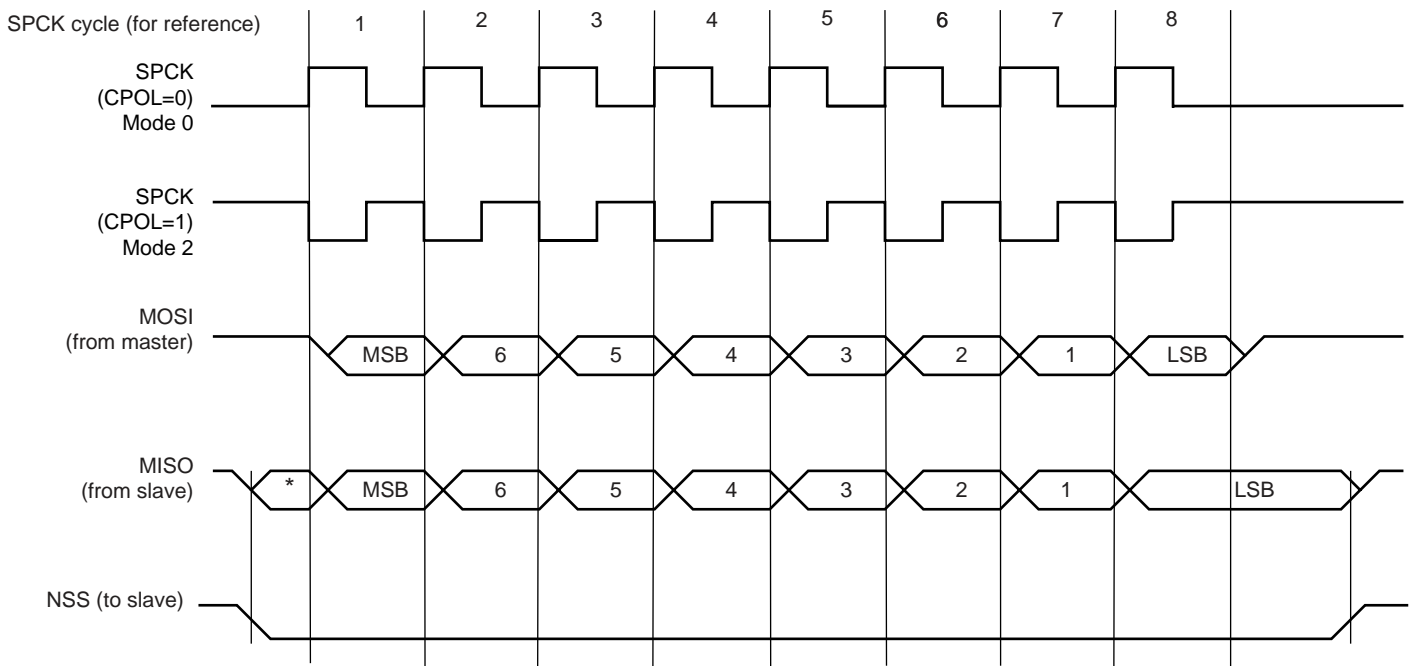 SPCK cycle (for reference) 1 2 3 4 5 6 7 8
SPCK
(CPOL=0)
Mode 0
SPCK
(CPOL=1)
Mode 2
MOSI
(from master)
MSB 6 5 4 3 2 1 LSB
MISO
(from slave)
* MSB 6 5 4 3 2 1 LSB
NSS (to slave)